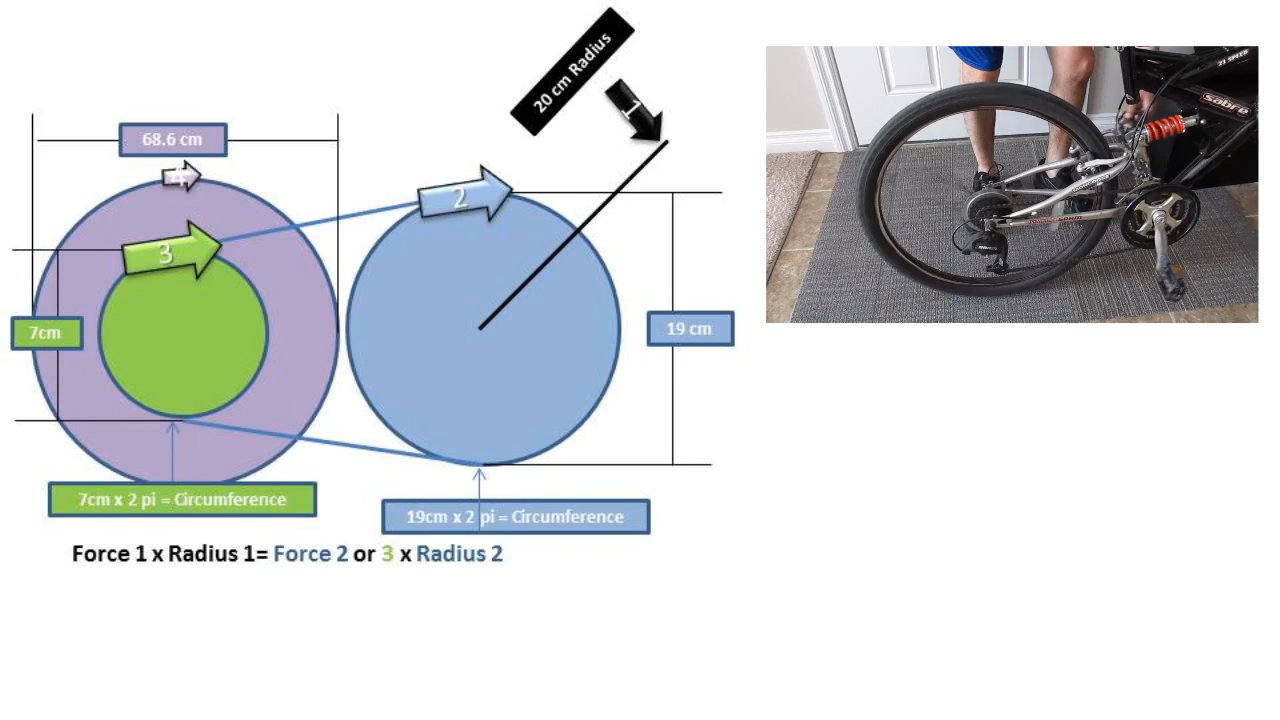 20 cm Radius
1
68.6 cm
4
2
3
7cm
19 cm
7cm x 2 pi = Circumference
19cm x 2 pi = Circumference
Force 1 x Radius 1= Force 2 or 3 x Radius 2
21 SPEED
Sabre